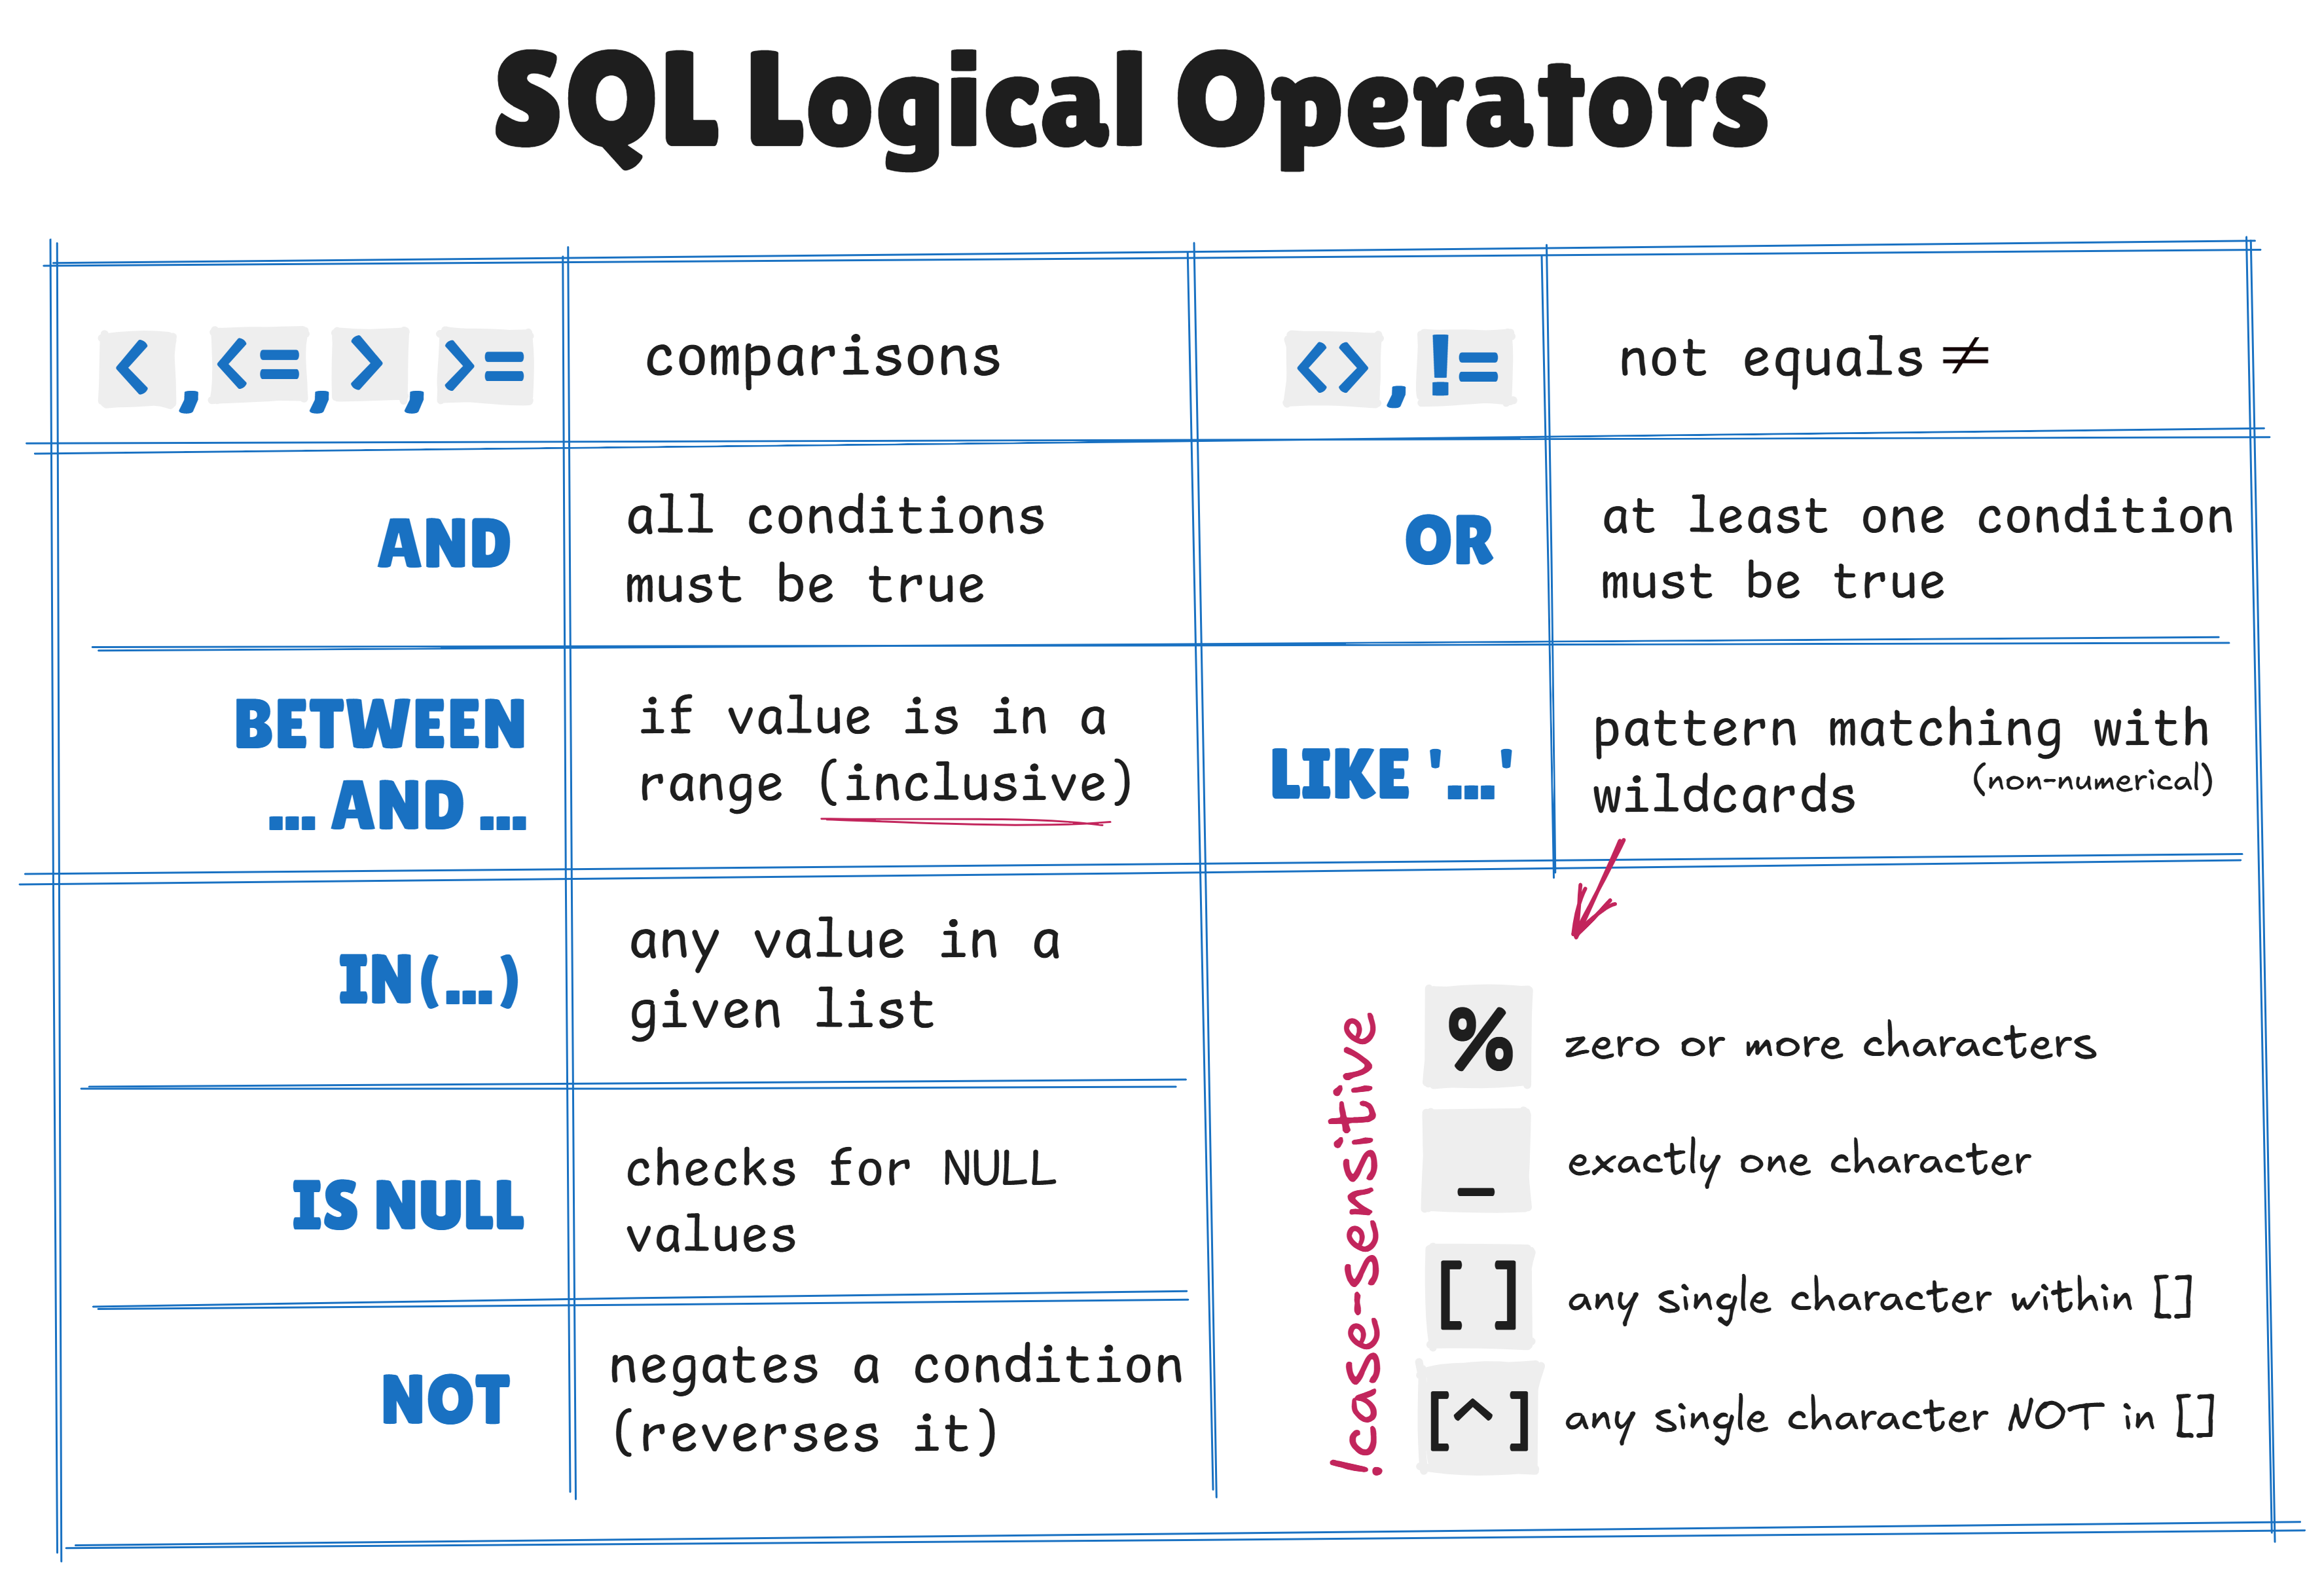 SQL Logical Operators
<, <=, >, >=
comparisons
<>, !=
not equals ≠
AND
all conditions
must be true
OR
at least one condition
must be true
BETWEEN
... AND ...
if value is in a
range (inclusive)
LIKE '...'
pattern matching with
wildcards
(non-numerical)
IN(...)
any value in a
given list
IS NULL
checks for NULL
values
NOT
negates a condition
(reverses it)
!case-sensitive
% zero or more characters
_ exactly one character
[ ] any single character within []
[^] any single character NOT in []